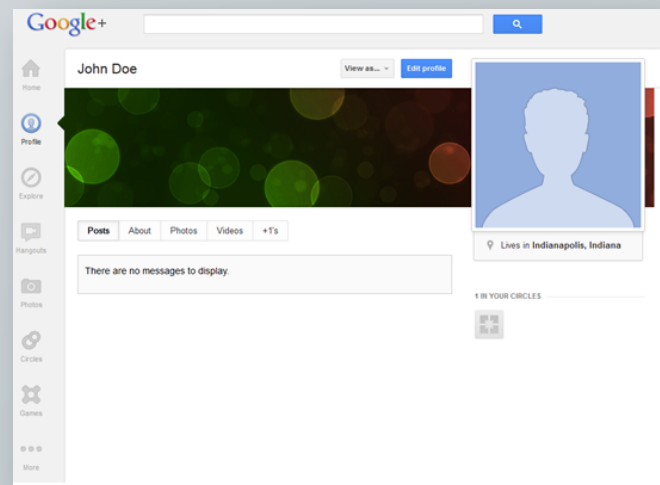 Google+
Home
Profile
Explore
Hangouts
Photos
Circles
Games
More
John Doe
View as...
Edit profile
Posts About Photos Videos +1's
There are no messages to display.
Lives in Indianapolis, Indiana
1 IN YOUR CIRCLES